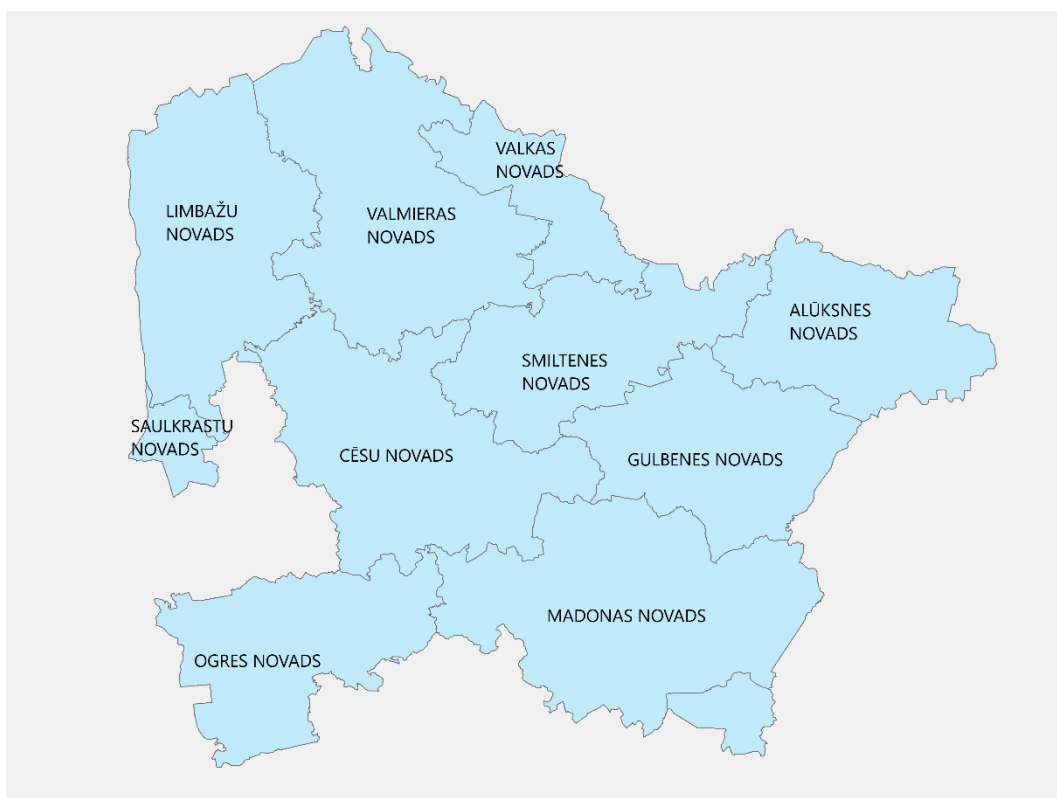 VALKAS
NOVADS
LIMBAŽU
NOVADS
VALMIERAS
NOVADS
ALŪKSNES
NOVADS
SMILTENES
NOVADS
SAULKRASTU
NOVADS
CĒSU NOVADS
GULBENES NOVADS
MADONAS NOVADS
OGRES NOVADS